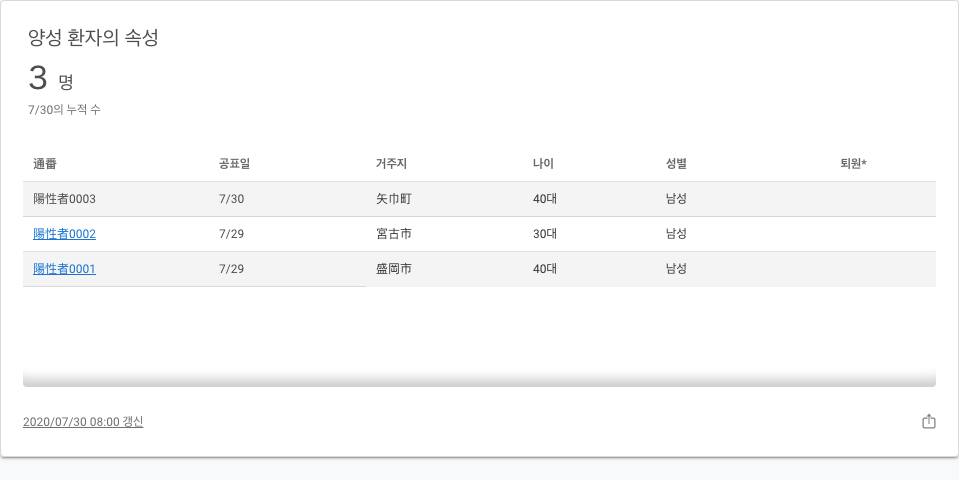 양성 환자의 속성
3 명
7/30의 누적 수
通番 공표일 거주지 나이 성별 퇴원*
陽性者0003 7/30 矢巾町 40대 남성
陽性者0002 7/29 宮古市 30대 남성
陽性者0001 7/29 盛岡市 40대 남성
2020/07/30 08:00 갱신